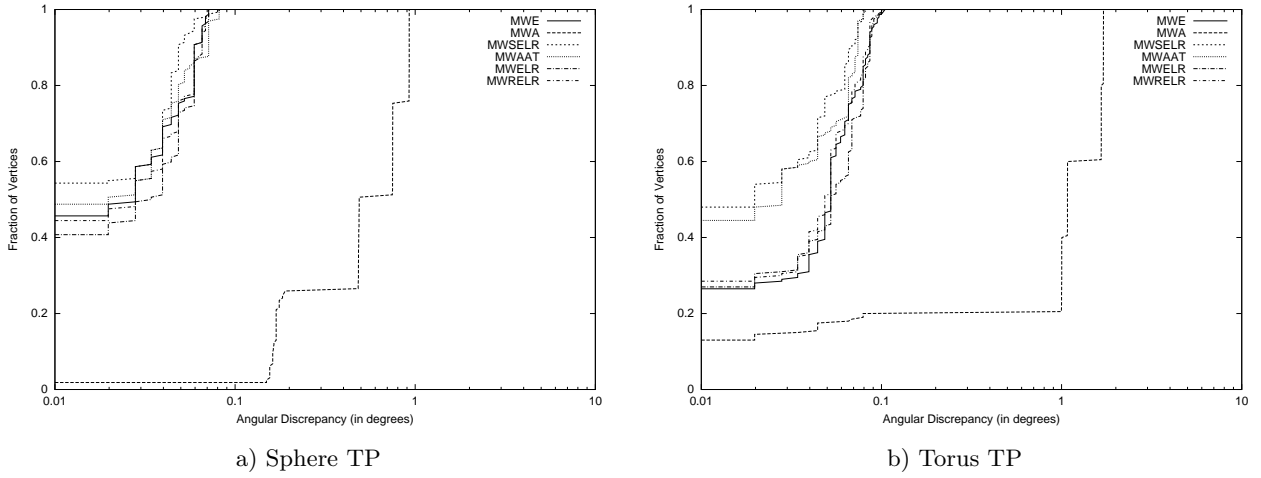 1
0.8
0.6
0.4
0.2
0
0.01
0.1
1
10
Fraction of Vertices
Angular Discrepancy (in degrees)
MWE
MWA
MWSELR
MWAAT
MWELR
MWRELR
a) Sphere TP
1
0.8
0.6
0.4
0.2
0
0.01
0.1
1
10
Fraction of Vertices
Angular Discrepancy (in degrees)
MWE
MWA
MWSELR
MWAAT
MWELR
MWRELR
b) Torus TP